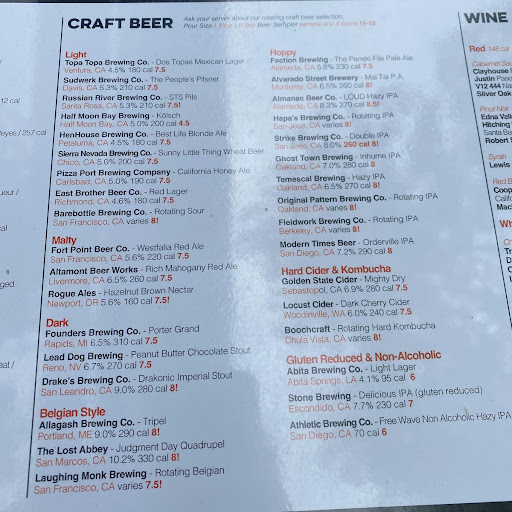 12 cal
eyes / 257 cal
ueur /
cal
ged
eat /
CRAFT BEER
Ask your server about our rotating craft beer selection
Beer Sampler sample any 4 beers 11-13
Light
Topa Topa Brewing Co. - Dos Topas Mexican Lager
Ventura, CA 4.5% 180 cal 7.5
Sudwerk Brewing Co. - The People's Pilsner
Davis, CA 5.3% 210 cal 7.5
Russian River Brewing Co. - STS Pils
Santa Rosa, CA 5.3% 210 cal 7.5!
Half Moon Bay Brewing - Kölsch
Half Moon Bay, CA 5.0% 200 cal 4.5
HenHouse Brewing Co. - Best Life Blonde Ale
Petaluma, CA 4.5% 180 cal 7.5
Sierra Nevada Brewing Co. - Sunny Little Thing Wheat Beer
Chico, CA 5.0% 200 cal 7.5
Pizza Port Brewing Company - California Honey Ale
Carlsbad, CA 5.0% 190 cal 7.5
East Brother Beer Co. - Red Lager
Richmond, CA 4.6% 180 cal 7.5
Barebottle Brewing Co. - Rotating Sour
San Francisco, CA varies 8!
Malty
Fort Point Beer Co. - Westfalia Red Ale
San Francisco, CA 5.6% 220 cal 7.5
Altamont Beer Works - Rich Mahogany Red Ale
Livermore, CA 6.5% 260 cal 7.5
Rogue Ales - Hazelnut Brown Nectar
Newport, OR 5.6% 160 cal 7.5!
Dark
Founders Brewing Co. - Porter Grand
Rapids, MI 6.5% 310 cal 7.5
Lead Dog Brewing - Peanut Butter Chocolate Stout
Reno, NV 6.7% 270 cal 7.5
Drake's Brewing Co. - Drakonic Imperial Stout
San Leandro, CA 9.0% 280 cal 8!
Belgian Style
Allagash Brewing Co. - Tripel
Portland, ME 9.0% 290 cal 8!
The Lost Abbey - Judgment Day Quadrupel
San Marcos, CA 10.2% 330 cal 8!
Laughing Monk Brewing - Rotating Belgian
San Francisco, CA varies 7.5!
Hoppy
Faction Brewing - The Penski File Pale Ale
Alameda, CA 5.8% 230 cal 7.5
Alvarado Street Brewery - Mai Tai P.A.
Monterey, CA 6.5% 260 8!
Almanac Beer Co. - LOUD Hazy IPA
Alameda, CA 8.3% 270 8.5!
Hapa's Brewing Co. - Rotating IPA
San Jose, CA varies 8!
Strike Brewing Co. - Double IPA
San Jose, CA 8.0% 260 cal 8!
Ghost Town Brewing - Inhume IPA
Oakland, CA 7.0% 280 8
Temescal Brewing - Hazy IPA
Oakland, CA 6.5% 270 8!
Original Pattern Brewing Co. - Rotating IPA
Oakland, CA varies 8!
Fieldwork Brewing Co. - Rotating IPA
Berkeley, CA varies 8!
Modern Times Beer - Orderville IPA
San Diego, CA 7.2% 290 8
Hard Cider & Kombucha
Golden State Cider - Mighty Dry
Sebastopol, CA 6.9% 280 7.5
Locust Cider - Dark Cherry Cider
Woodinville, WA 6.0% 240 7.5
Boochcraft - Rotating Hard Kombucha
Chula Vista, CA varies 8!
Gluten Reduced & Non-Alcoholic
Abita Brewing Co. - Light Lager
Abita Springs, LA 4.1% 95 cal 6
Stone Brewing - Delicious IPA (gluten reduced)
Escondido, CA 7.7% 230 cal 7
Athletic Brewing Co. - Free Wave Non Alcoholic Hazy IPA
San Diego, CA 70 cal 6
WINE
Red 148 cal
Cabernet Sau
Clayhouse
Justin Paso
V12 444 Na
Silver Oak
Pinot Noir
Edna Valle
Hitching
Santa Ba
Robert S
Syrah
Lewis
Red B
Coop
Califo
Mad
Wh
Ch
Tr
D
C